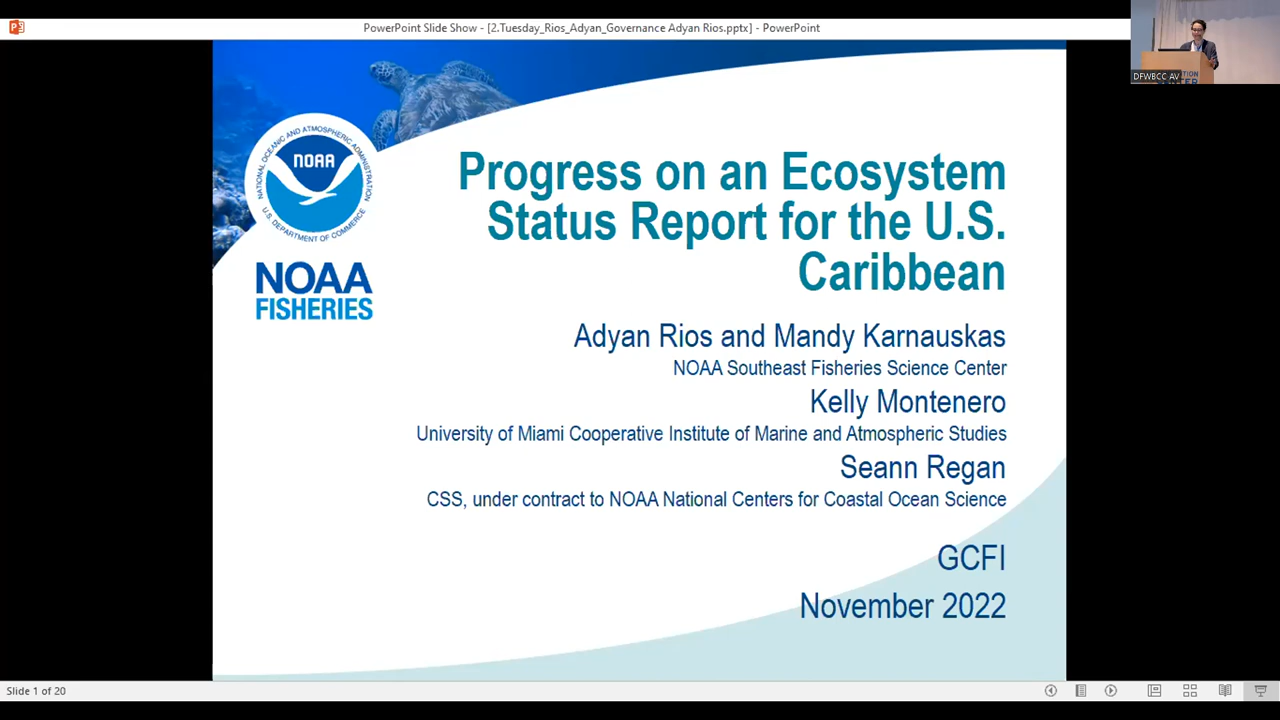 PowerPoint Slide Show - [2.Tuesday_Rios_Adyan_Governance Adyan Rios.pptx] - PowerPoint
DFWBCC AV
NATIONAL OCEANIC AND ATMOSPHERIC ADMINISTRATION
NOAA
U.S. DEPARTMENT OF COMMERCE
NOAA
FISHERIES
Progress on an Ecosystem
Status Report for the U.S.
Caribbean
Adyan Rios and Mandy Karnauskas
NOAA Southeast Fisheries Science Center
Kelly Montenero
University of Miami Cooperative Institute of Marine and Atmospheric Studies
Seann Regan
CSS, under contract to NOAA National Centers for Coastal Ocean Science
GCFI
November 2022
Slide 1 of 20